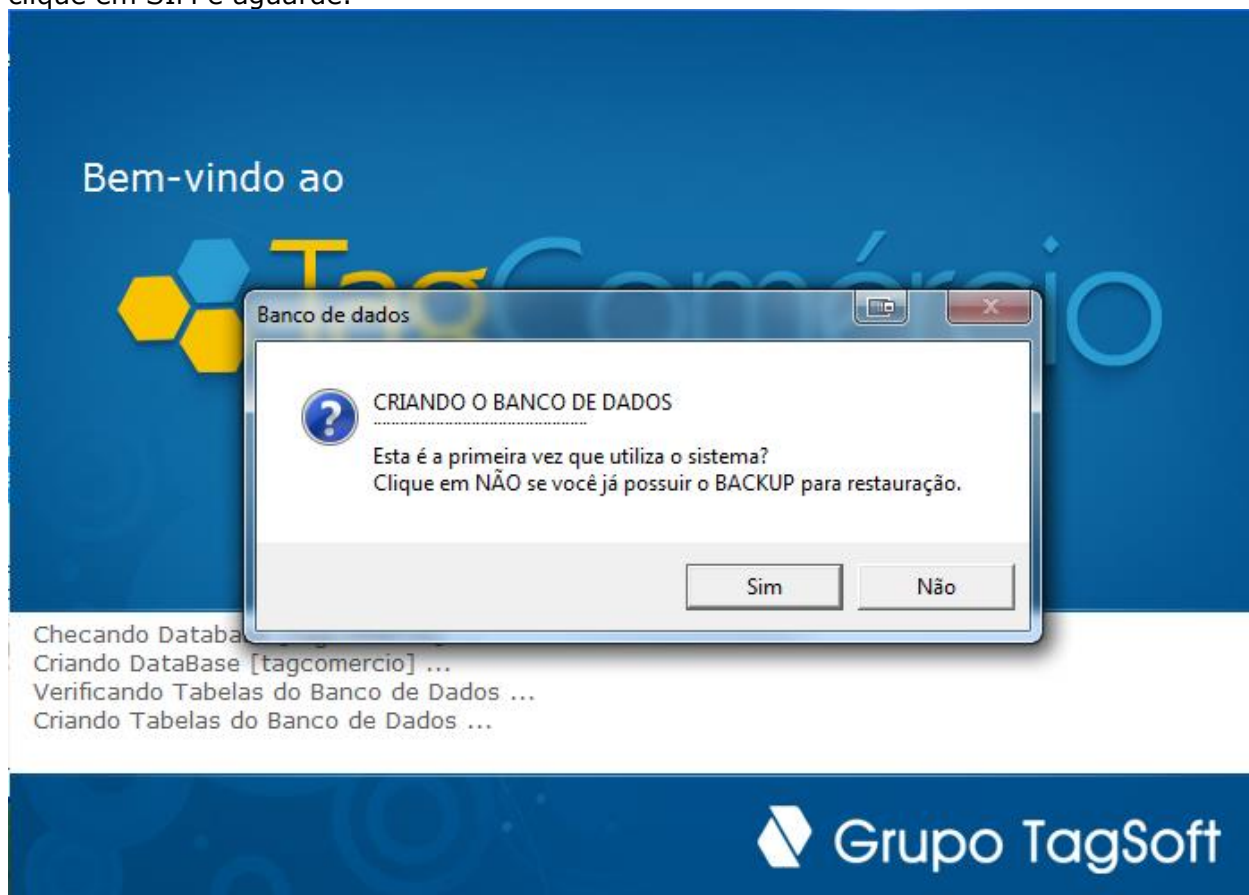 clique em SIM e aguarde.
Bem-vindo ao
TagComércio
Banco de dados
CRIANDO O BANCO DE DADOS
Esta é a primeira vez que utiliza o sistema?
Clique em NÃO se você já possuir o BACKUP para restauração.
Sim Não
Checando
Criando DataBase [tagcomercio] ...
Verificando Tabelas do Banco de Dados ...
Criando Tabelas do Banco de Dados ...
Grupo TagSoft